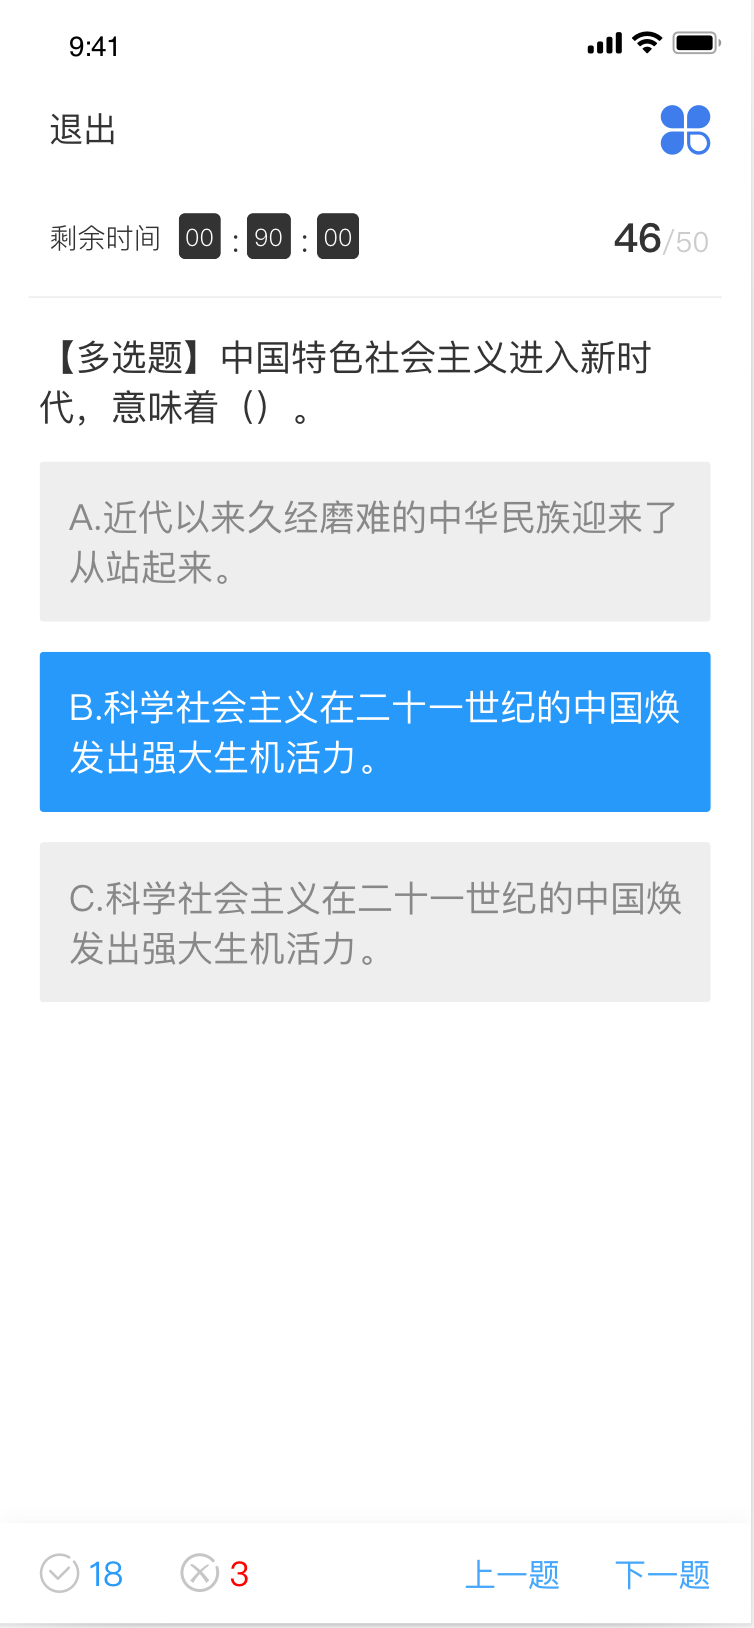 9:41
退出
剩余时间 00 : 90 : 00 46/50
【多选题】中国特色社会主义进入新时
代，意味着（）。
A.近代以来久经磨难的中华民族迎来了
从站起来。
B.科学社会主义在二十一世纪的中国焕
发出强大生机活力。
C.科学社会主义在二十一世纪的中国焕
发出强大生机活力。
18 3 上一题 下一题